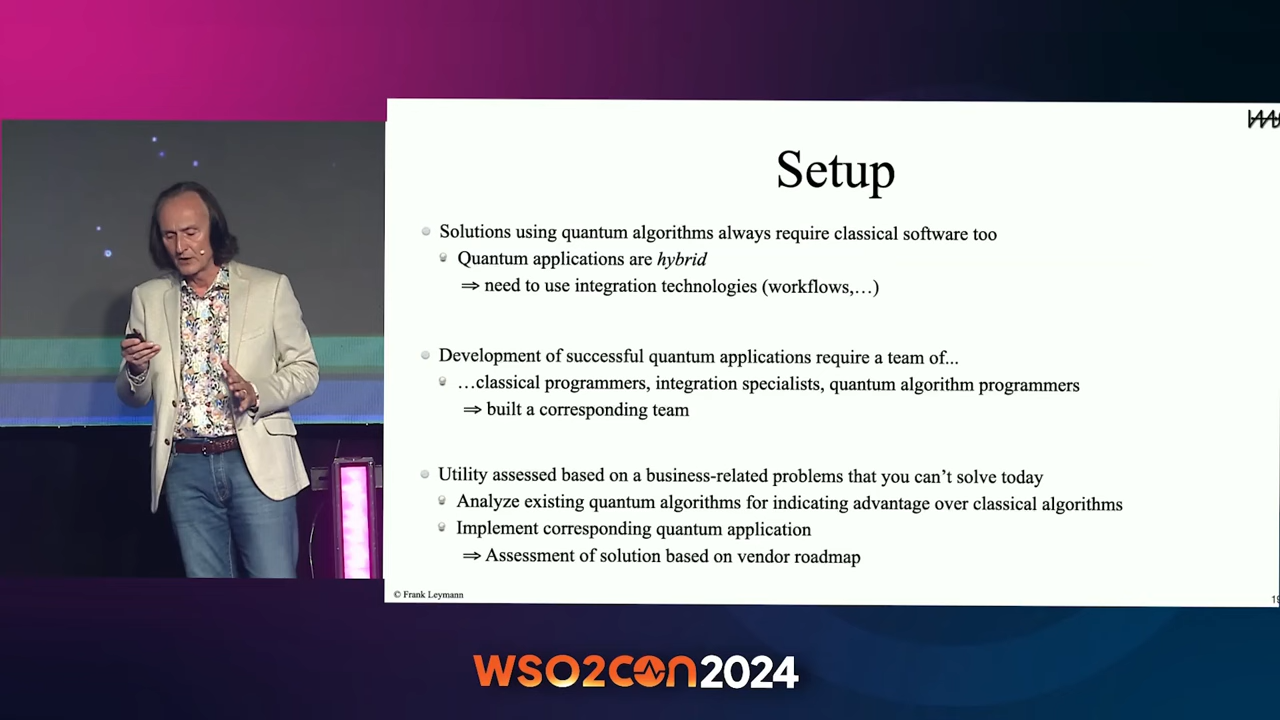 IAAS
Setup
Solutions using quantum algorithms always require classical software too
Quantum applications are hybrid
⇒ need to use integration technologies (workflows,…)
Development of successful quantum applications require a team of...
…classical programmers, integration specialists, quantum algorithm programmers
⇒ built a corresponding team
Utility assessed based on a business-related problems that you can't solve today
Analyze existing quantum algorithms for indicating advantage over classical algorithms
Implement corresponding quantum application
⇒ Assessment of solution based on vendor roadmap
© Frank Leymann
19
WSO2CON2024